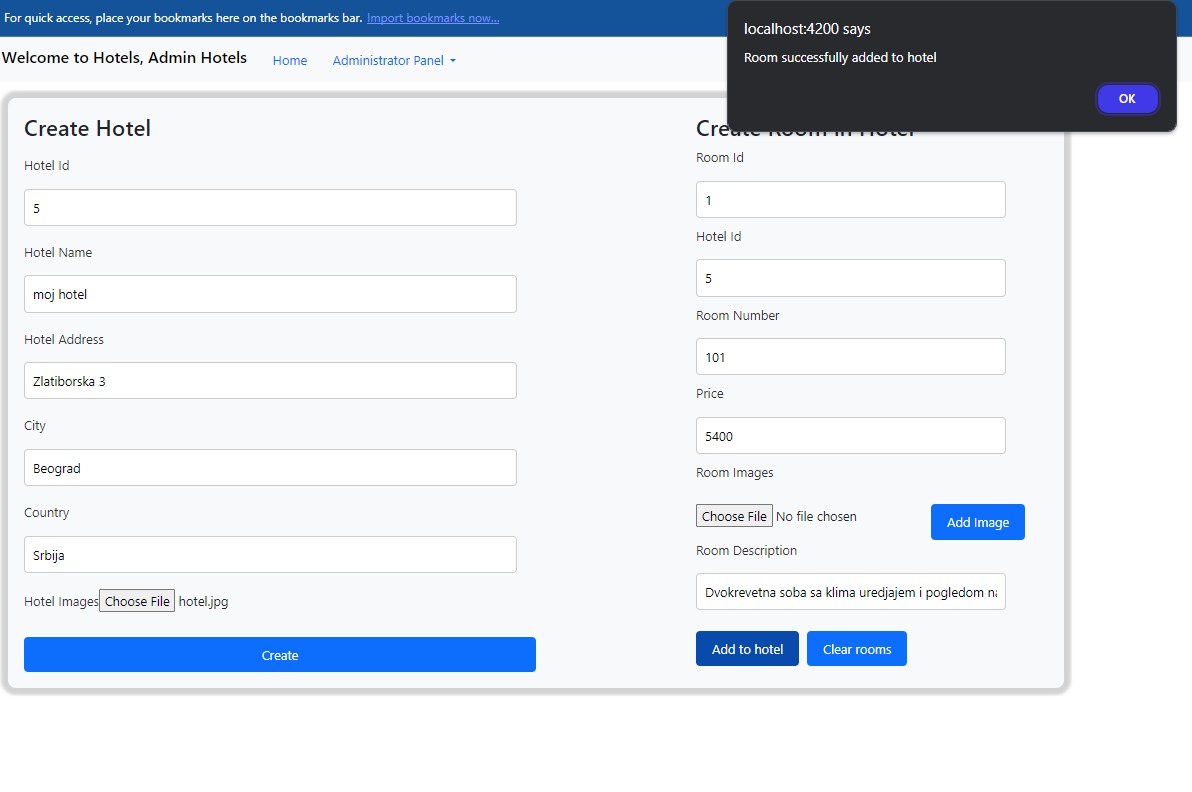 For quick access, place your bookmarks here on the bookmarks bar. Import bookmarks now...
localhost:4200 says
Room successfully added to hotel
OK
Welcome to Hotels, Admin Hotels
Home
Administrator Panel
Create Hotel
Hotel Id
5
Hotel Name
moj hotel
Hotel Address
Zlatiborska 3
City
Beograd
Country
Srbija
Hotel Images Choose File hotel.jpg
Create
Create Room in Hotel
Room Id
1
Hotel Id
5
Room Number
101
Price
5400
Room Images
Choose File No file chosen
Add Image
Room Description
Dvokrevetna soba sa klima uredjajem i pogledom na
Add to hotel
Clear rooms